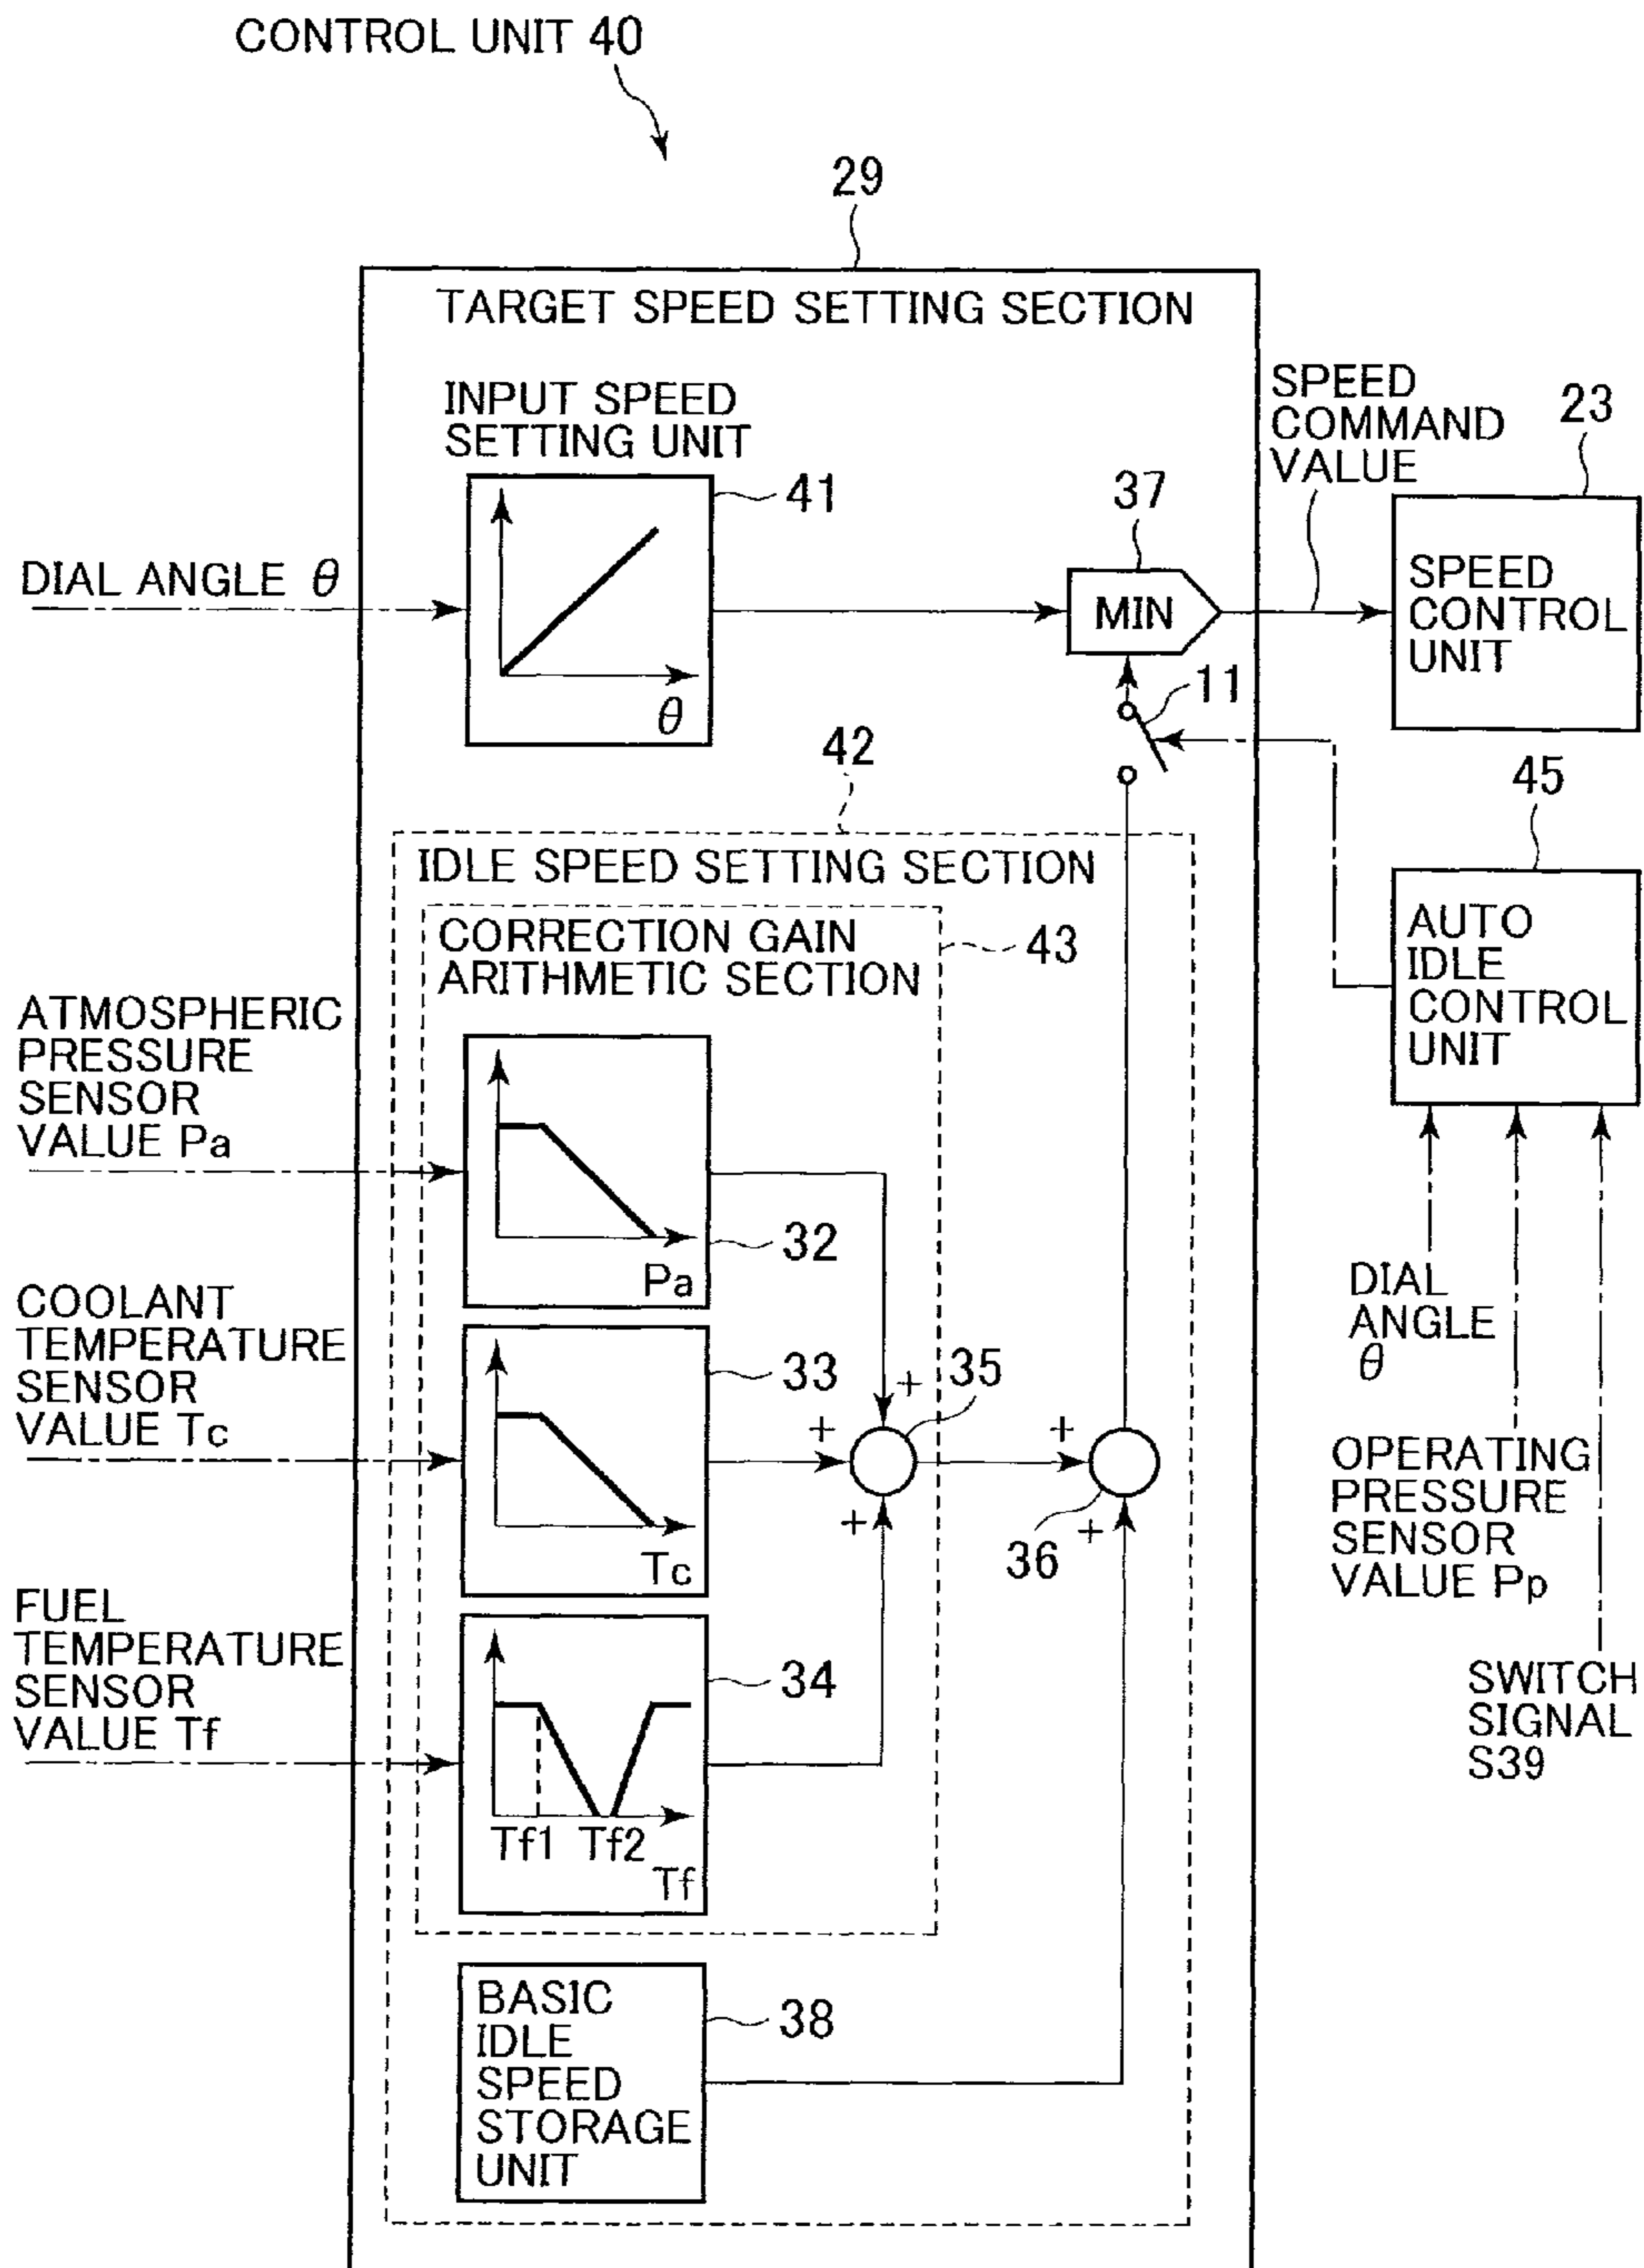 CONTROL UNIT 40
29
TARGET SPEED SETTING SECTION
INPUT SPEED
SETTING UNIT
41
θ
DIAL ANGLE θ
37
MIN
11
SPEED
COMMAND
VALUE
23
SPEED
CONTROL
UNIT
42
IDLE SPEED SETTING SECTION
CORRECTION GAIN
ARITHMETIC SECTION
43
45
AUTO
IDLE
CONTROL
UNIT
ATMOSPHERIC
PRESSURE
SENSOR
VALUE Pa
32
Pa
COOLANT
TEMPERATURE
SENSOR
VALUE Tc
33
Tc
+
+
+
35
+
+
36
DIAL
ANGLE
θ
OPERATING
PRESSURE
SENSOR
VALUE Pp
SWITCH
SIGNAL
S39
FUEL
TEMPERATURE
SENSOR
VALUE Tf
34
Tf1 Tf2
Tf
BASIC
IDLE
SPEED
STORAGE
UNIT
38